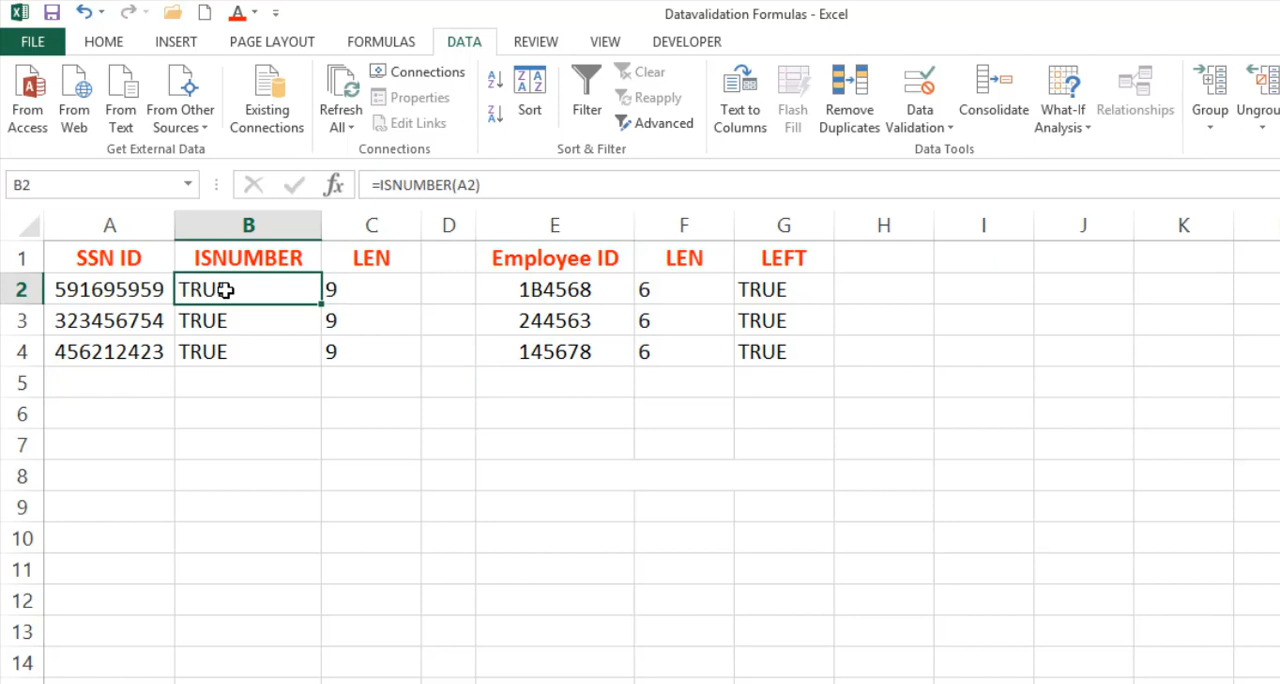 Datavalidation Formulas - Excel
FILE HOME INSERT PAGE LAYOUT FORMULAS DATA REVIEW VIEW DEVELOPER
From Access
From Web
From Text
From Other Sources
Existing Connections
Get External Data
Refresh All
Connections
Properties
Edit Links
Connections
Sort
Filter
Clear
Reapply
Advanced
Sort & Filter
Text to Columns
Flash Fill
Remove Duplicates
Data Validation
Consolidate
What-If Analysis
Relationships
Data Tools
Group
Ungrou
B2 fx =ISNUMBER(A2)
A B C D E F G H I J K
1 SSN ID ISNUMBER LEN Employee ID LEN LEFT
2 591695959 TRUE 9 1B4568 6 TRUE
3 323456754 TRUE 9 244563 6 TRUE
4 456212423 TRUE 9 145678 6 TRUE
5
6
7
8
9
10
11
12
13
14